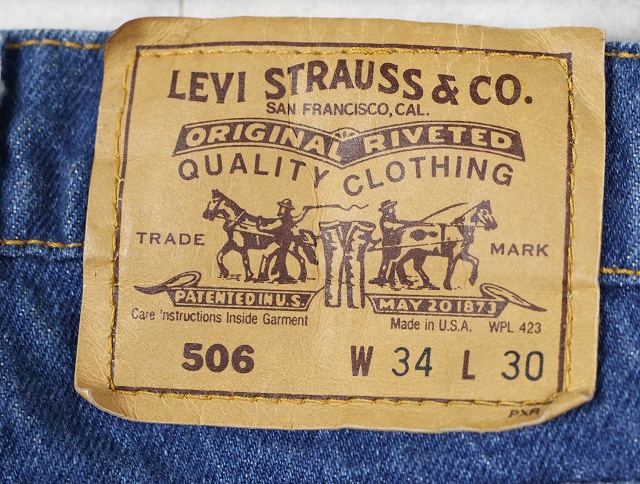 LEVI STRAUSS & CO.
SAN FRANCISCO, CAL.
ORIGINAL RIVETED
QUALITY CLOTHING
TRADE MARK
PATENTED IN U.S. MAY 20 1873
Care Instructions Inside Garment Made in U.S.A. WPL 423
506 W 34 L 30